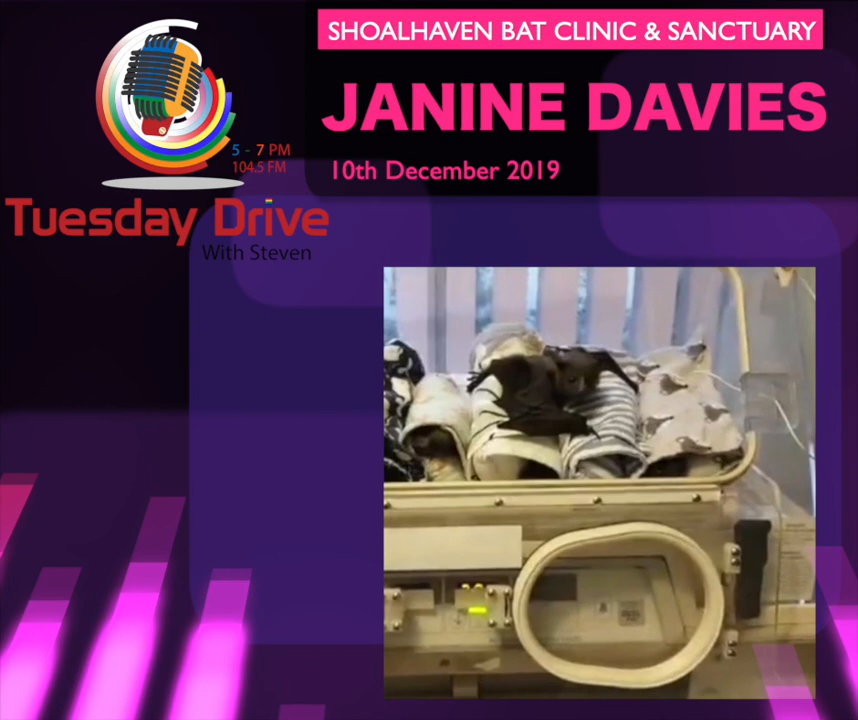 SHOALHAVEN BAT CLINIC & SANCTUARY
JANINE DAVIES
10th December 2019
5 - 7 PM
104.5 FM
Tuesday Drive
With Steven